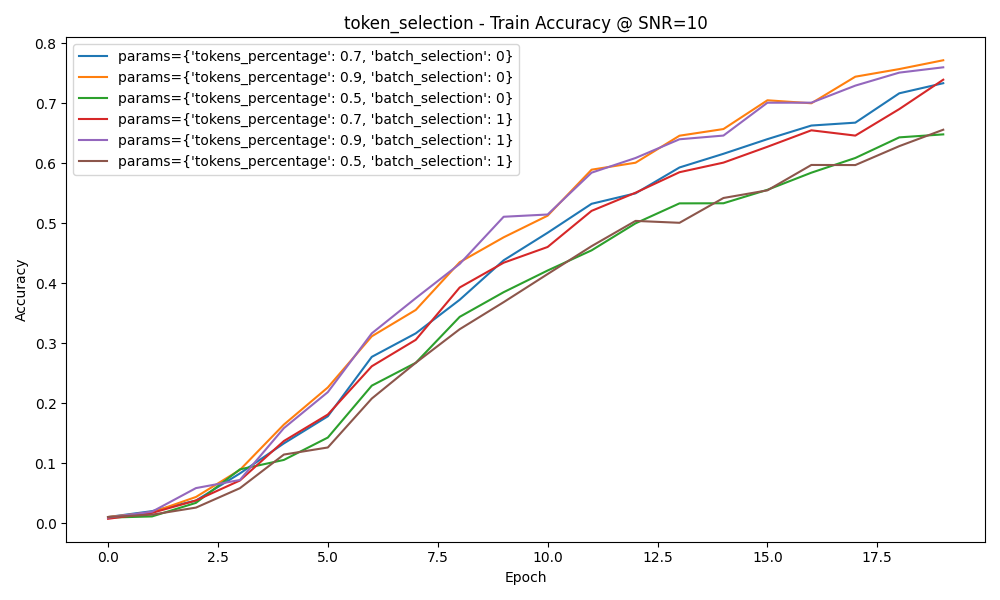 token_selection - Train Accuracy @ SNR=10
params={'tokens_percentage': 0.7, 'batch_selection': 0}
params={'tokens_percentage': 0.9, 'batch_selection': 0}
params={'tokens_percentage': 0.5, 'batch_selection': 0}
params={'tokens_percentage': 0.7, 'batch_selection': 1}
params={'tokens_percentage': 0.9, 'batch_selection': 1}
params={'tokens_percentage': 0.5, 'batch_selection': 1}
Accuracy
0.8
0.7
0.6
0.5
0.4
0.3
0.2
0.1
0.0
0.0 2.5 5.0 7.5 10.0 12.5 15.0 17.5
Epoch